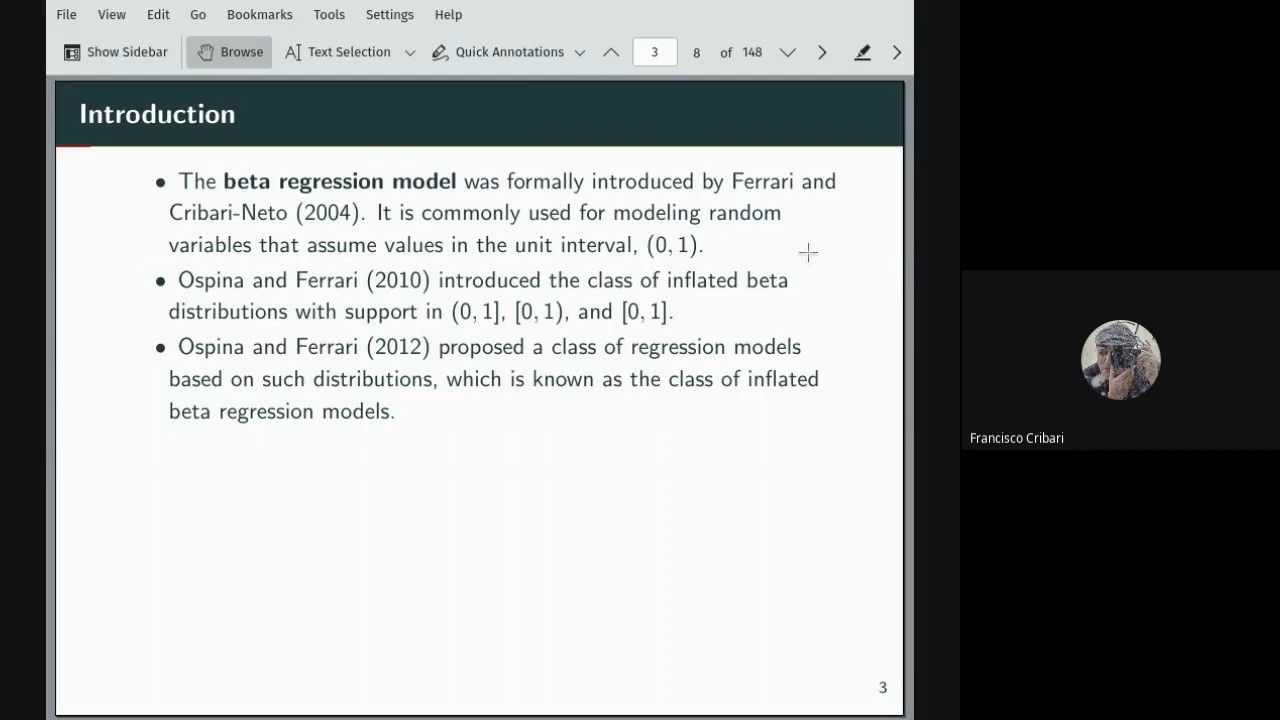 File View Edit Go Bookmarks Tools Settings Help
Show Sidebar Browse Text Selection Quick Annotations 3 8 of 148
Introduction
• The beta regression model was formally introduced by Ferrari and
Cribari-Neto (2004). It is commonly used for modeling random
variables that assume values in the unit interval, (0, 1).
• Ospina and Ferrari (2010) introduced the class of inflated beta
distributions with support in (0, 1], [0, 1), and [0, 1].
• Ospina and Ferrari (2012) proposed a class of regression models
based on such distributions, which is known as the class of inflated
beta regression models.
3
Francisco Cribari